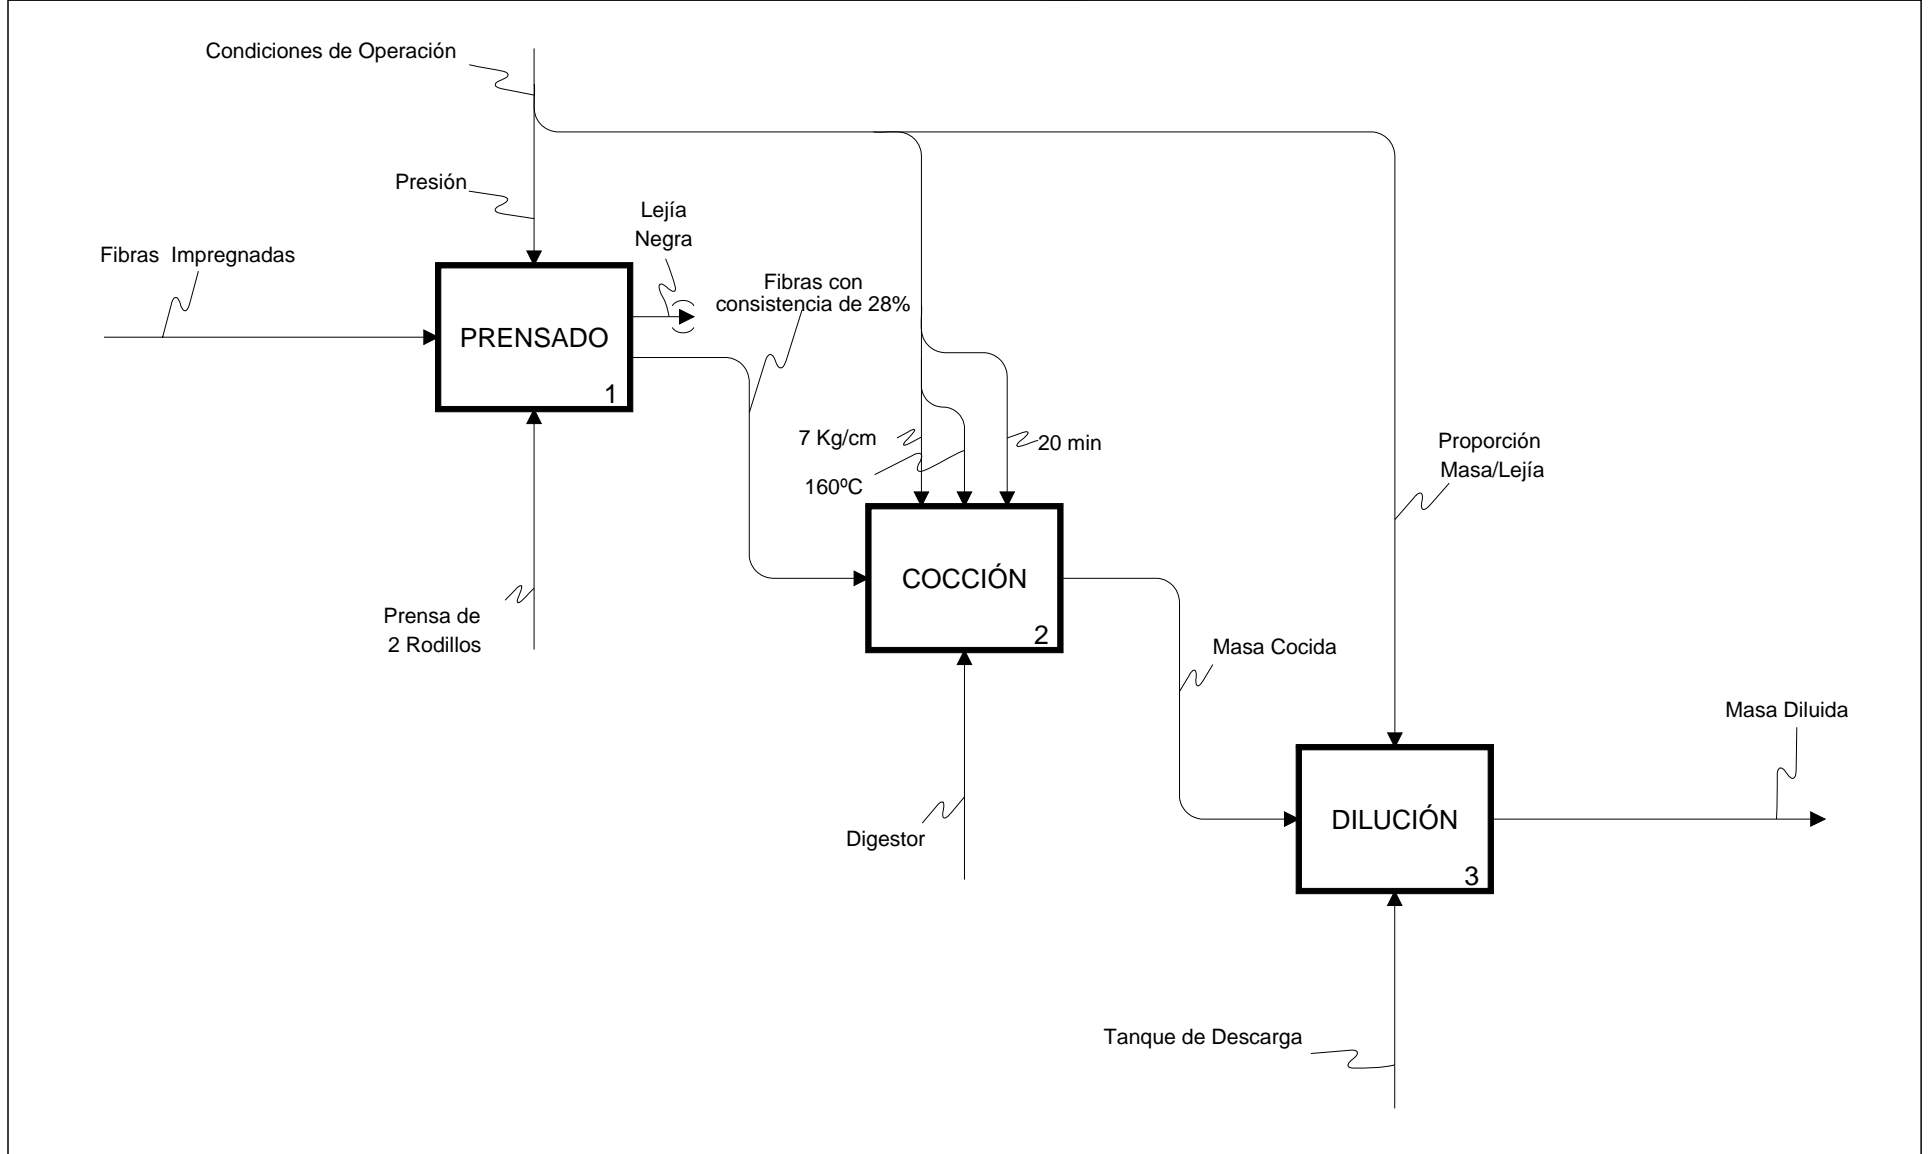 Condiciones de Operación
Presión
Lejía
Negra
Fibras Impregnadas
Fibras con
consistencia de 28%
PRENSADO
1
7 Kg/cm
20 min
160ºC
Proporción
Masa/Lejía
COCCIÓN
2
Prensa de
2 Rodillos
Masa Cocida
Masa Diluida
DILUCIÓN
3
Digestor
Tanque de Descarga